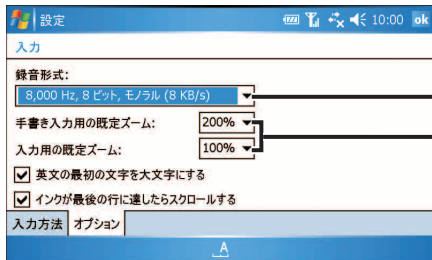 設定 10:00 ok
入力
録音形式:
8,000 Hz, 8 ビット, モノラル (8 KB/s)
手書き入力用の既定ズーム: 200%
入力用の既定ズーム: 100%
英文の最初の文字を大文字にする
インクが最後の行に達したらスクロールする
入力方法 オプション
A